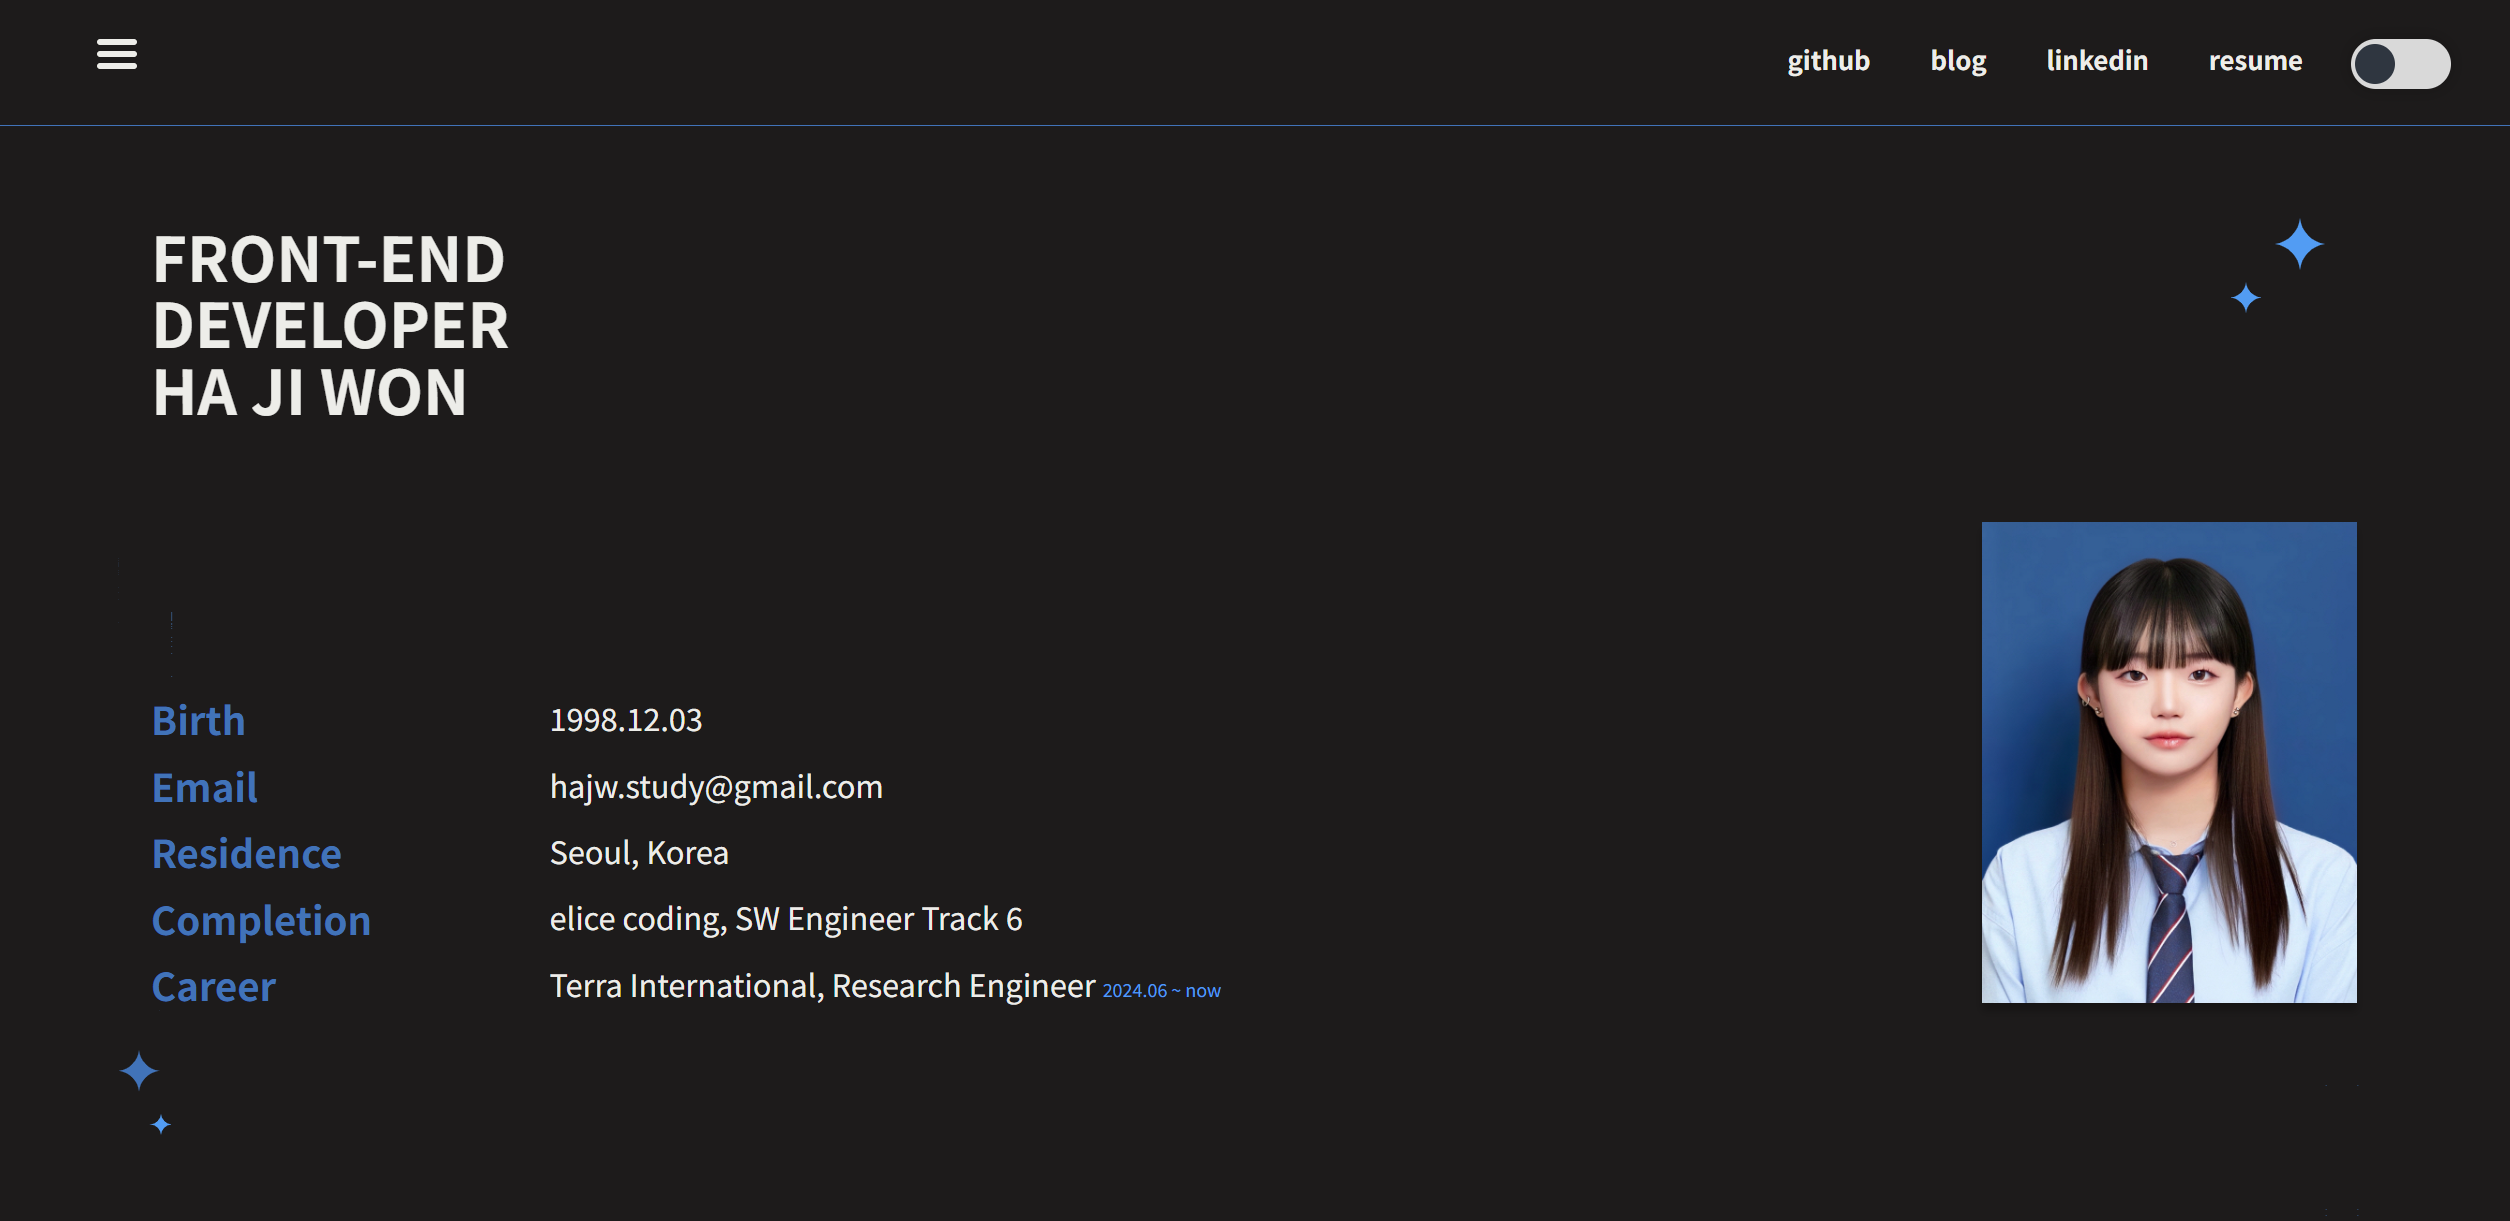 github blog linkedin resume
FRONT-END
DEVELOPER
HA JI WON
Birth 1998.12.03
Email hajw.study@gmail.com
Residence Seoul, Korea
Completion elice coding, SW Engineer Track 6
Career Terra International, Research Engineer 2024.06 ~ now